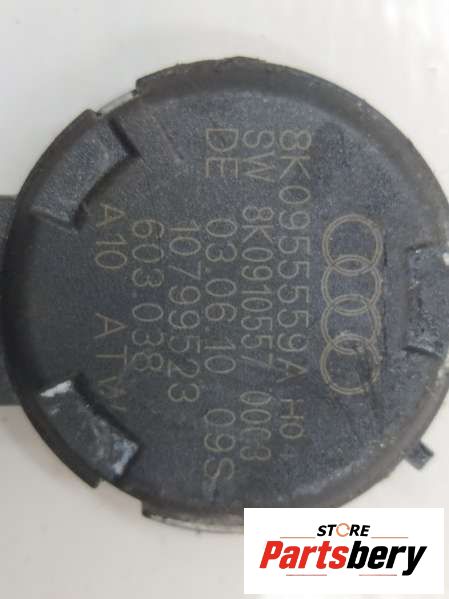 8K0955559A H0
SW 8K0910557 0003
DE 03.06.10 09S
10799523
603.038
A10 ATW
STORE
Partsbery